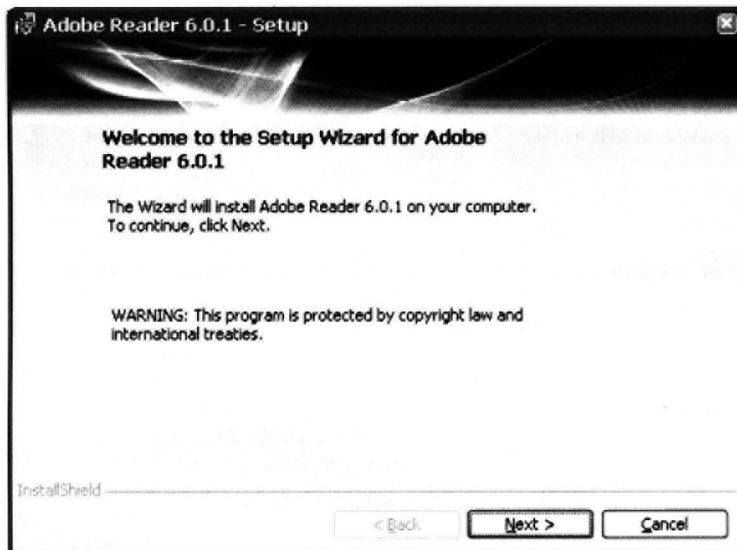 Adobe Reader 6.0.1 - Setup
Welcome to the Setup Wizard for Adobe
Reader 6.0.1
The Wizard will install Adobe Reader 6.0.1 on your computer.
To continue, click Next.
WARNING: This program is protected by copyright law and
international treaties.
InstallShield
< Back Next > Cancel